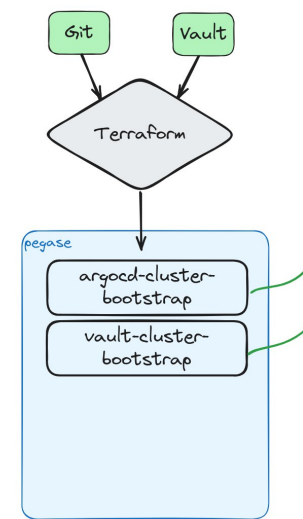 Git
Vault
Terraform
pegase
argocd-cluster-
bootstrap
vault-cluster-
bootstrap